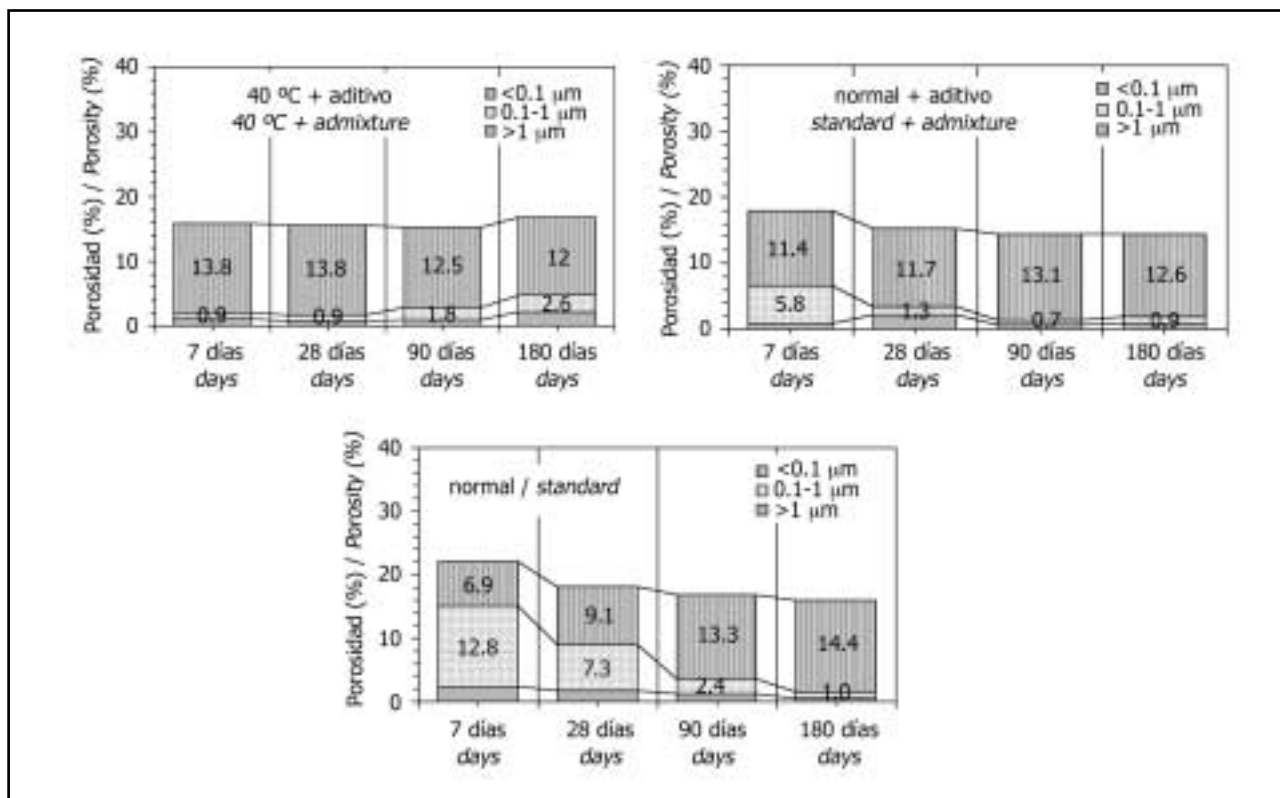 Porosidad (%) / Porosity (%)
40
30
20
10
0
40 ºC + aditivo
40 ºC + admixture
<0.1 µm
0.1-1 µm
>1 µm
13.8
13.8
12.5
12
0.9
0.9
1.8
2.6
7 días
days
28 días
days
90 días
days
180 días
days
Porosidad (%) / Porosity (%)
40
30
20
10
0
normal + aditivo
standard + admixture
<0.1 µm
0.1-1 µm
>1 µm
11.4
11.7
13.1
12.6
5.8
1.3
0.7
0.9
7 días
days
28 días
days
90 días
days
180 días
days
Porosidad (%) / Porosity (%)
40
30
20
10
0
normal / standard
<0.1 µm
0.1-1 µm
>1 µm
6.9
9.1
13.3
14.4
12.8
7.3
2.4
1.0
7 días
days
28 días
days
90 días
days
180 días
days